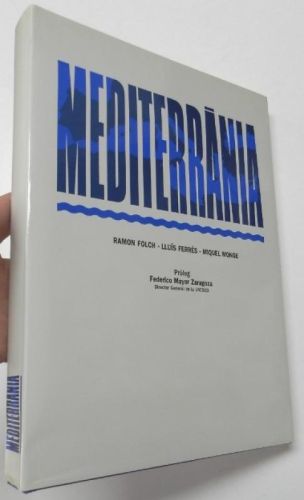 MEDITERRÀNIA
RAMON FOLCH - LLUÍS FERRÉS - MIQUEL MONGE
Pròleg
Federico Mayor Zaragoza
Director General de la UNESCO
MEDITERRÀNIA